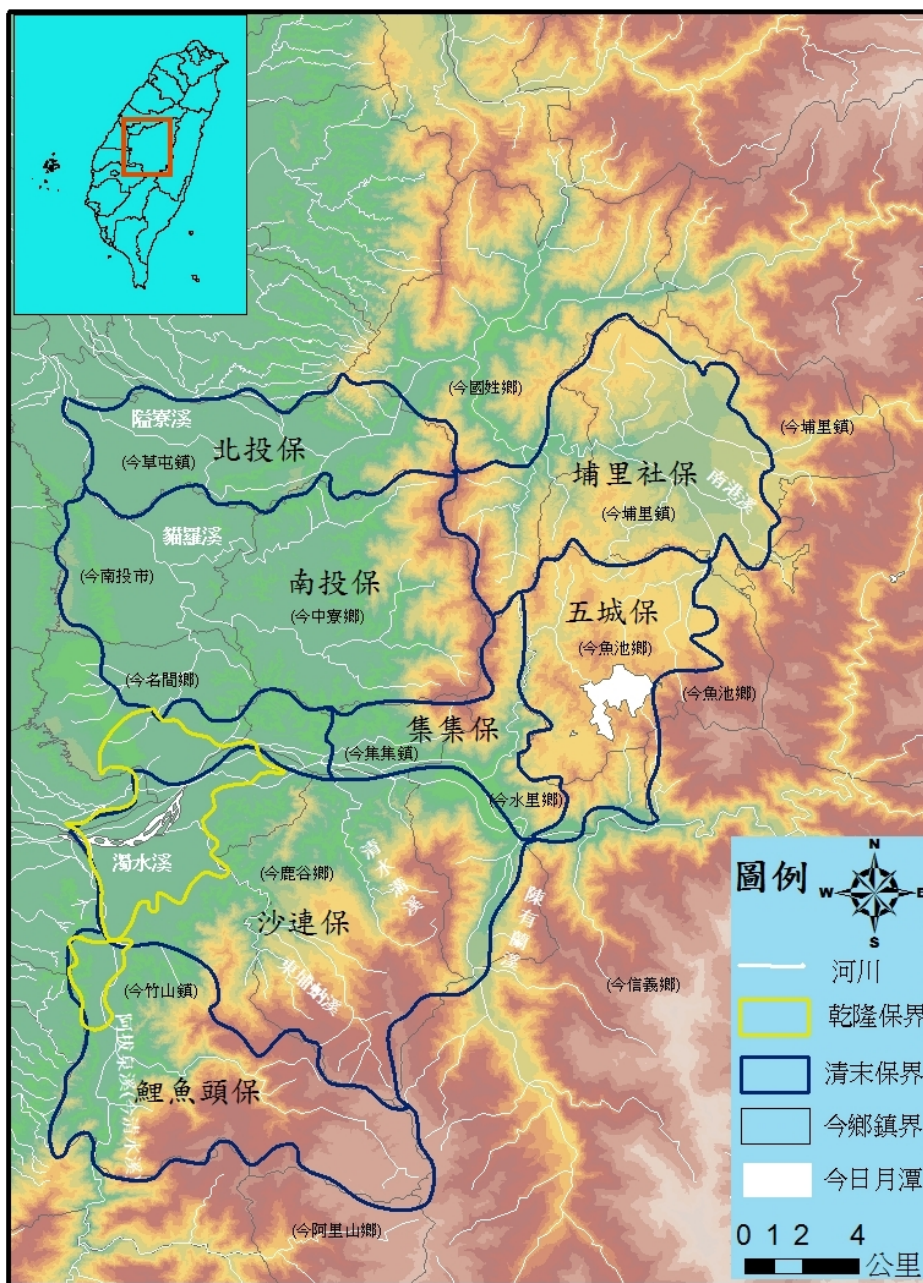 (今國姓鄉)
隘寮溪
(今埔里鎮)
北投保
(今草屯鎮)
埔里社保
南港溪
(今埔里鎮)
貓羅溪
(今南投市)
南投保
(今中寮鄉)
五城保
(今魚池鄉)
(今名間鄉)
(今魚池鄉)
集集保
(今集集鎮)
(今水里鄉)
濁水溪
(今鹿谷鄉)
清水溝溪
沙連保
陳有蘭溪
東埔蚋溪
(今竹山鎮)
(今信義鄉)
鯉魚頭保
(今阿里山鄉)
圖例
N
W
E
S
河川
乾隆保界
清末保界
今鄉鎮界
今日月潭
0 1 2 4
公里